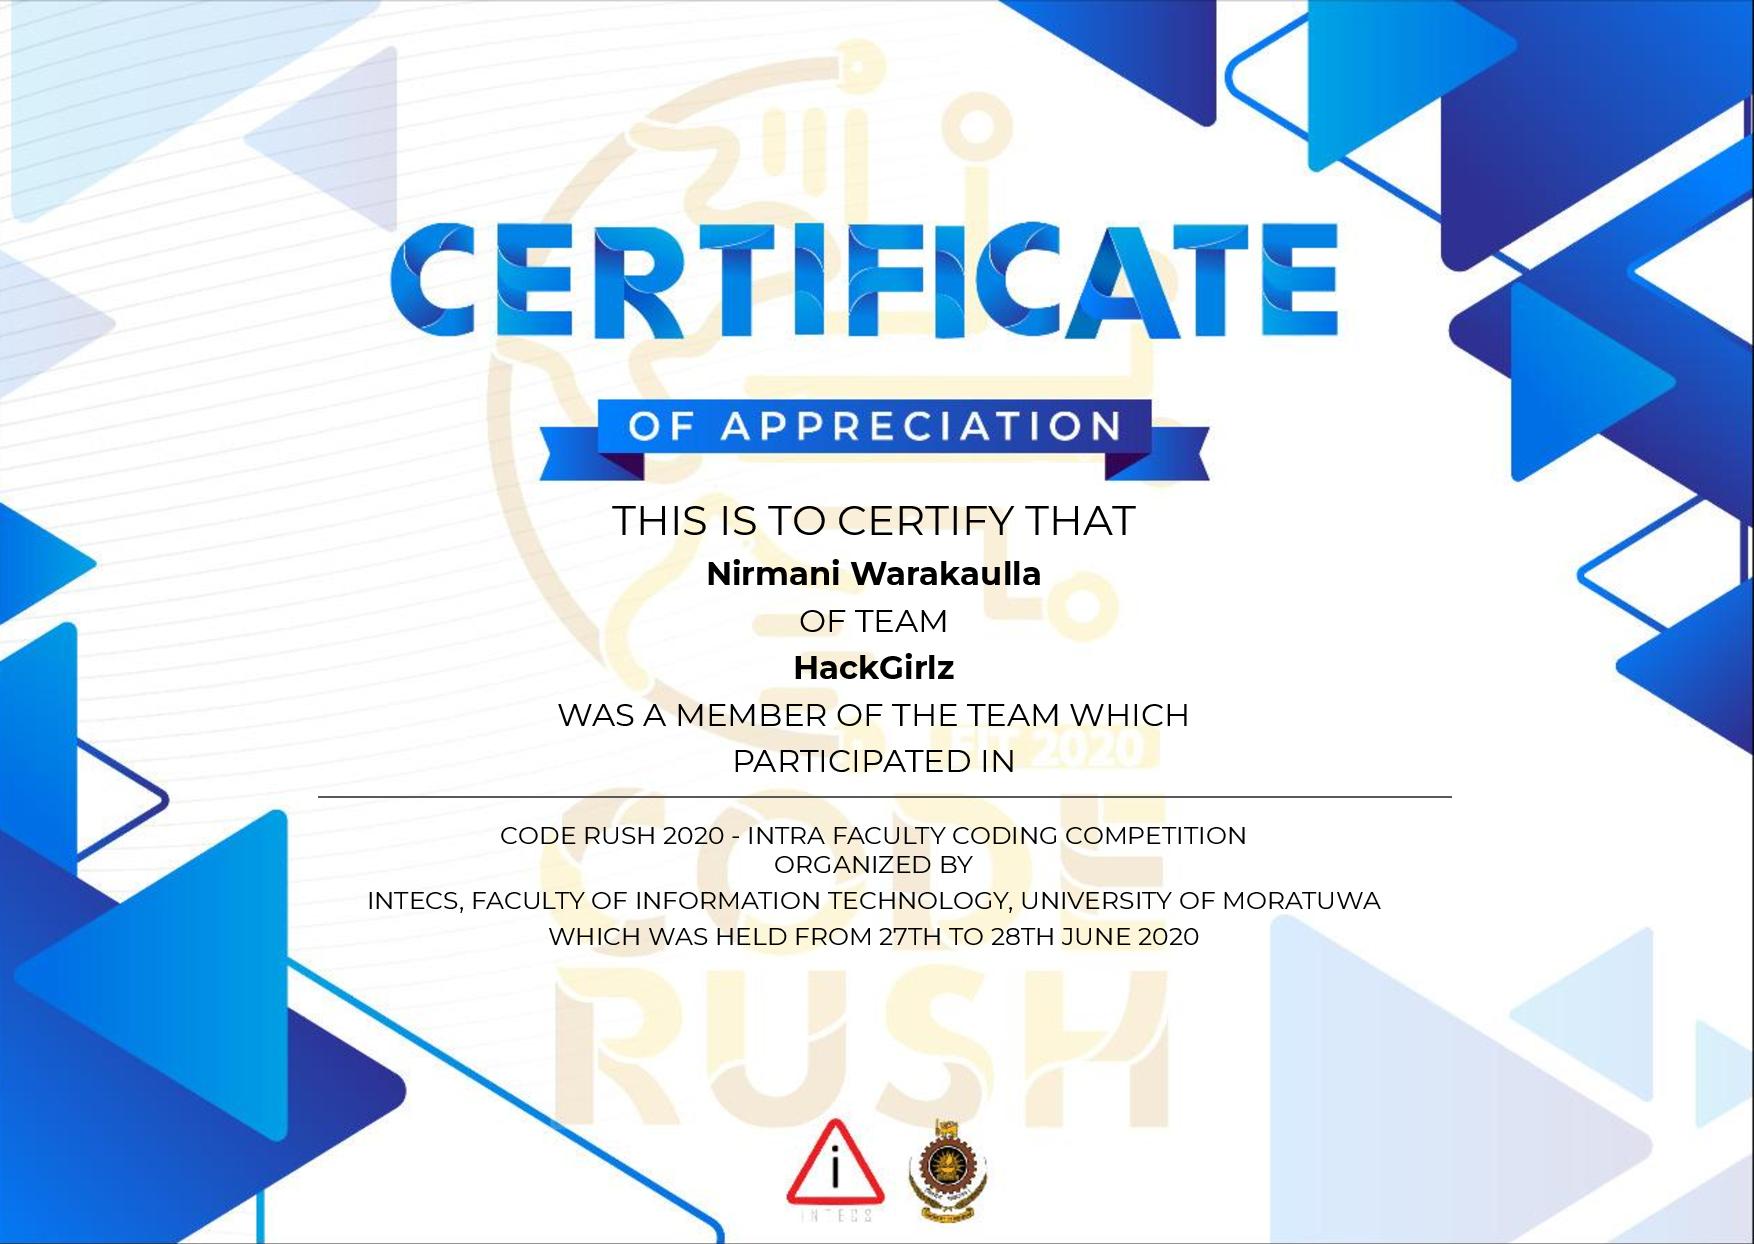 CERTIFICATE
OF APPRECIATION
THIS IS TO CERTIFY THAT
Nirmani Warakaulla
OF TEAM
HackGirlz
WAS A MEMBER OF THE TEAM WHICH
PARTICIPATED IN
FIT 2020
CODE RUSH 2020 - INTRA FACULTY CODING COMPETITION
ORGANIZED BY
INTECS, FACULTY OF INFORMATION TECHNOLOGY, UNIVERSITY OF MORATUWA
WHICH WAS HELD FROM 27TH TO 28TH JUNE 2020
CODE
RUSH
i
INTECS